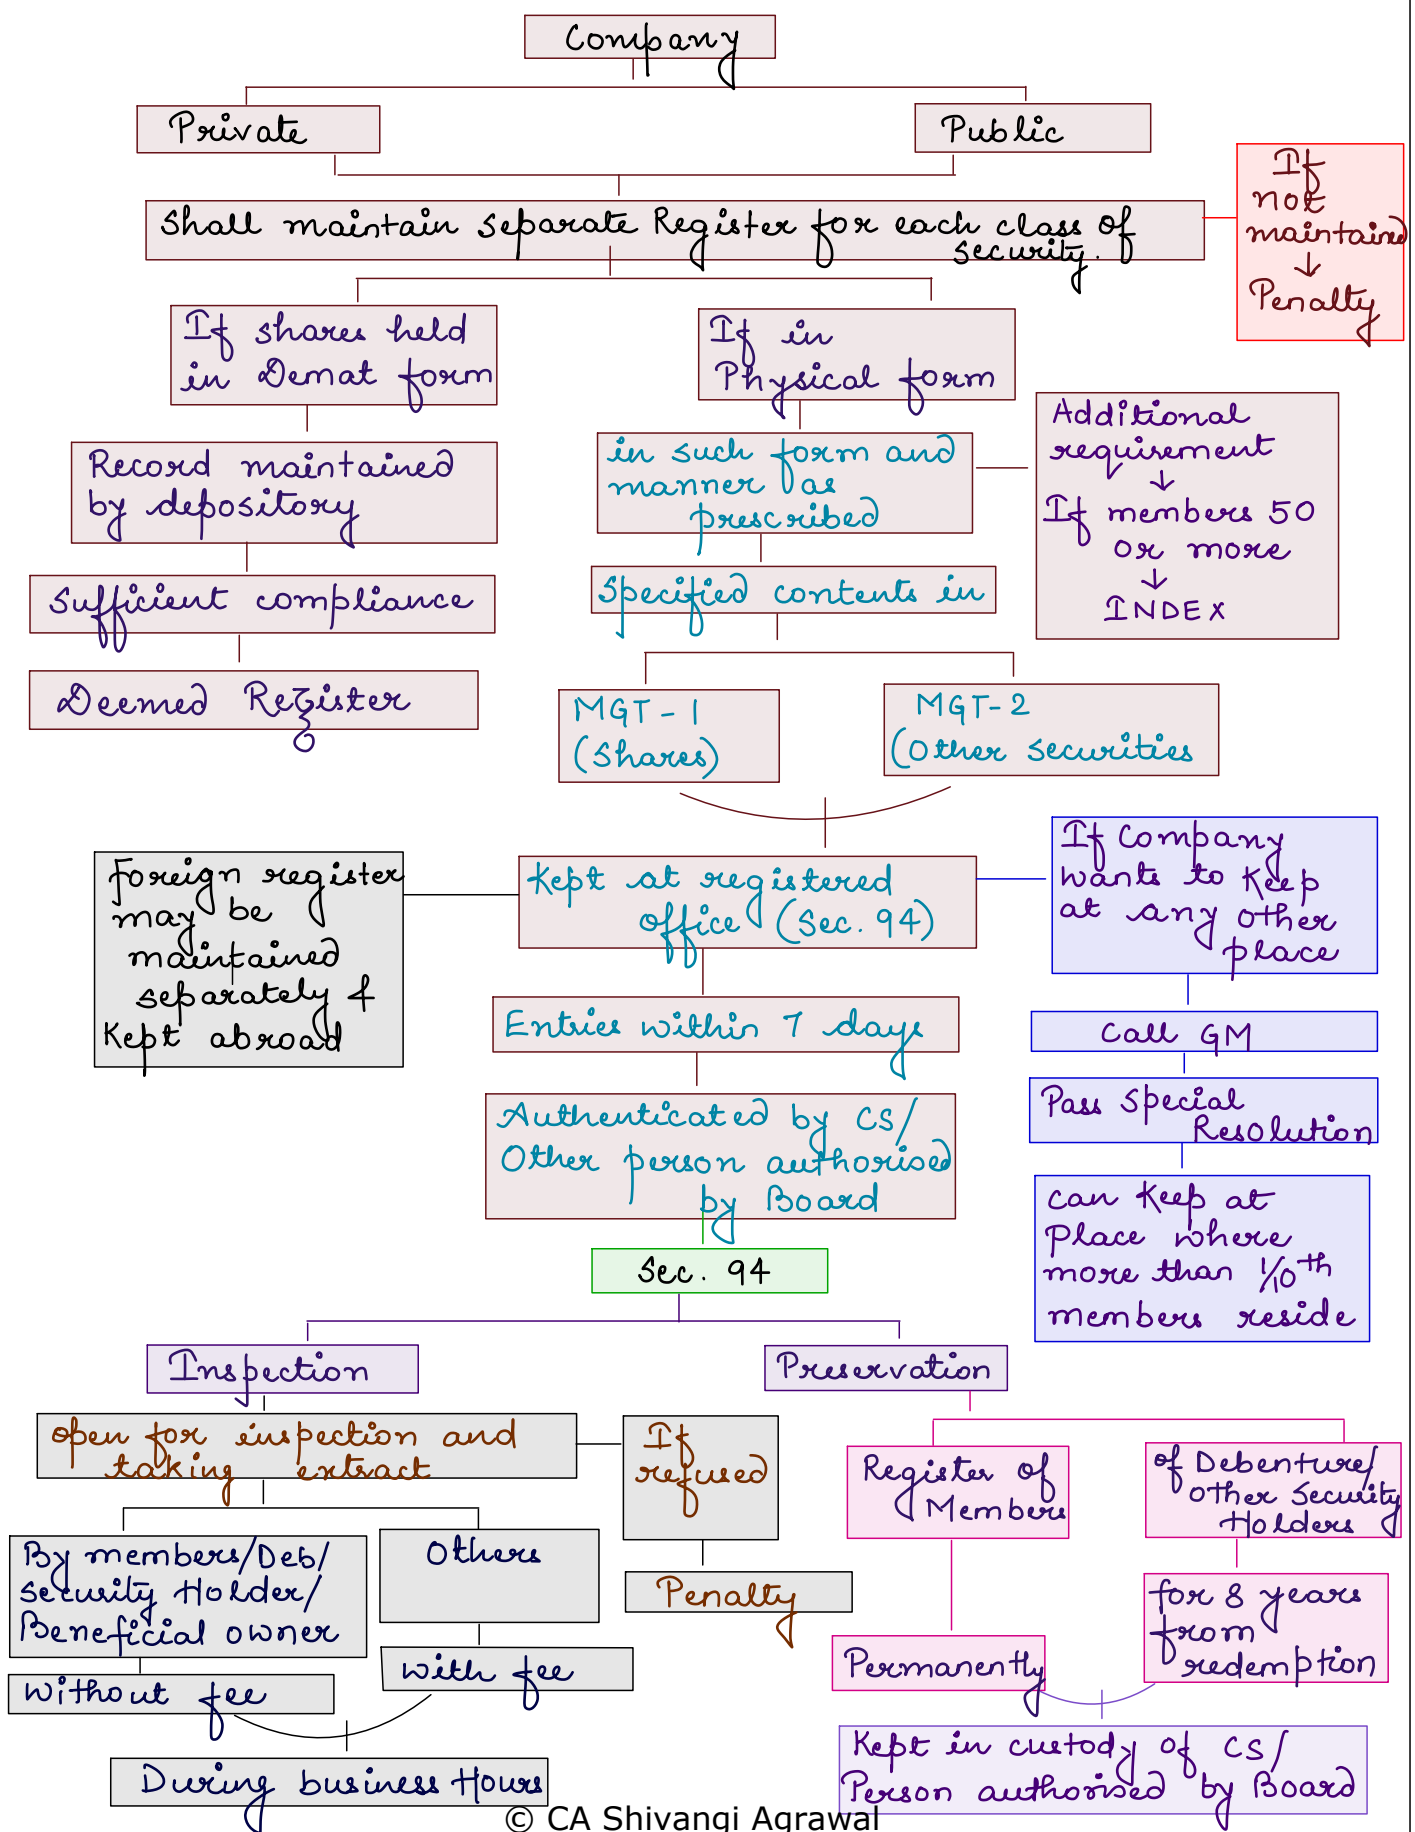 Company
Private
Public
Shall maintain separate Register for each class of
security.
If
not
maintained
↓
Penalty
If shares held
in Demat form
If in
Physical form
Record maintained
by depository
in such form and
manner as
prescribed
Additional
requirement
↓
If members 50
or more
↓
INDEX
Sufficient compliance
Specified contents in
Deemed Register
MGT-1
(Shares)
MGT-2
(Other securities
Foreign register
may be
maintained
separately &
Kept abroad
Kept at registered
office (Sec. 94)
If Company
wants to keep
at any other
place
Entries within 7 days
Call GM
Authenticated by CS/
Other person authorised
by Board
Pass Special
Resolution
can keep at
Place where
more than 1/10th
members reside
Sec. 94
Inspection
Preservation
open for inspection and
taking extract
If
refused
Penalty
Register of
Members
of Debenture/
other Security
Holders
By members/Deb/
security Holder/
Beneficial owner
Others
without fee
with fee
During business Hours
Permanently
for 8 years
from
redemption
Kept in custody of CS/
Person authorised by Board
© CA Shivangi Agrawal